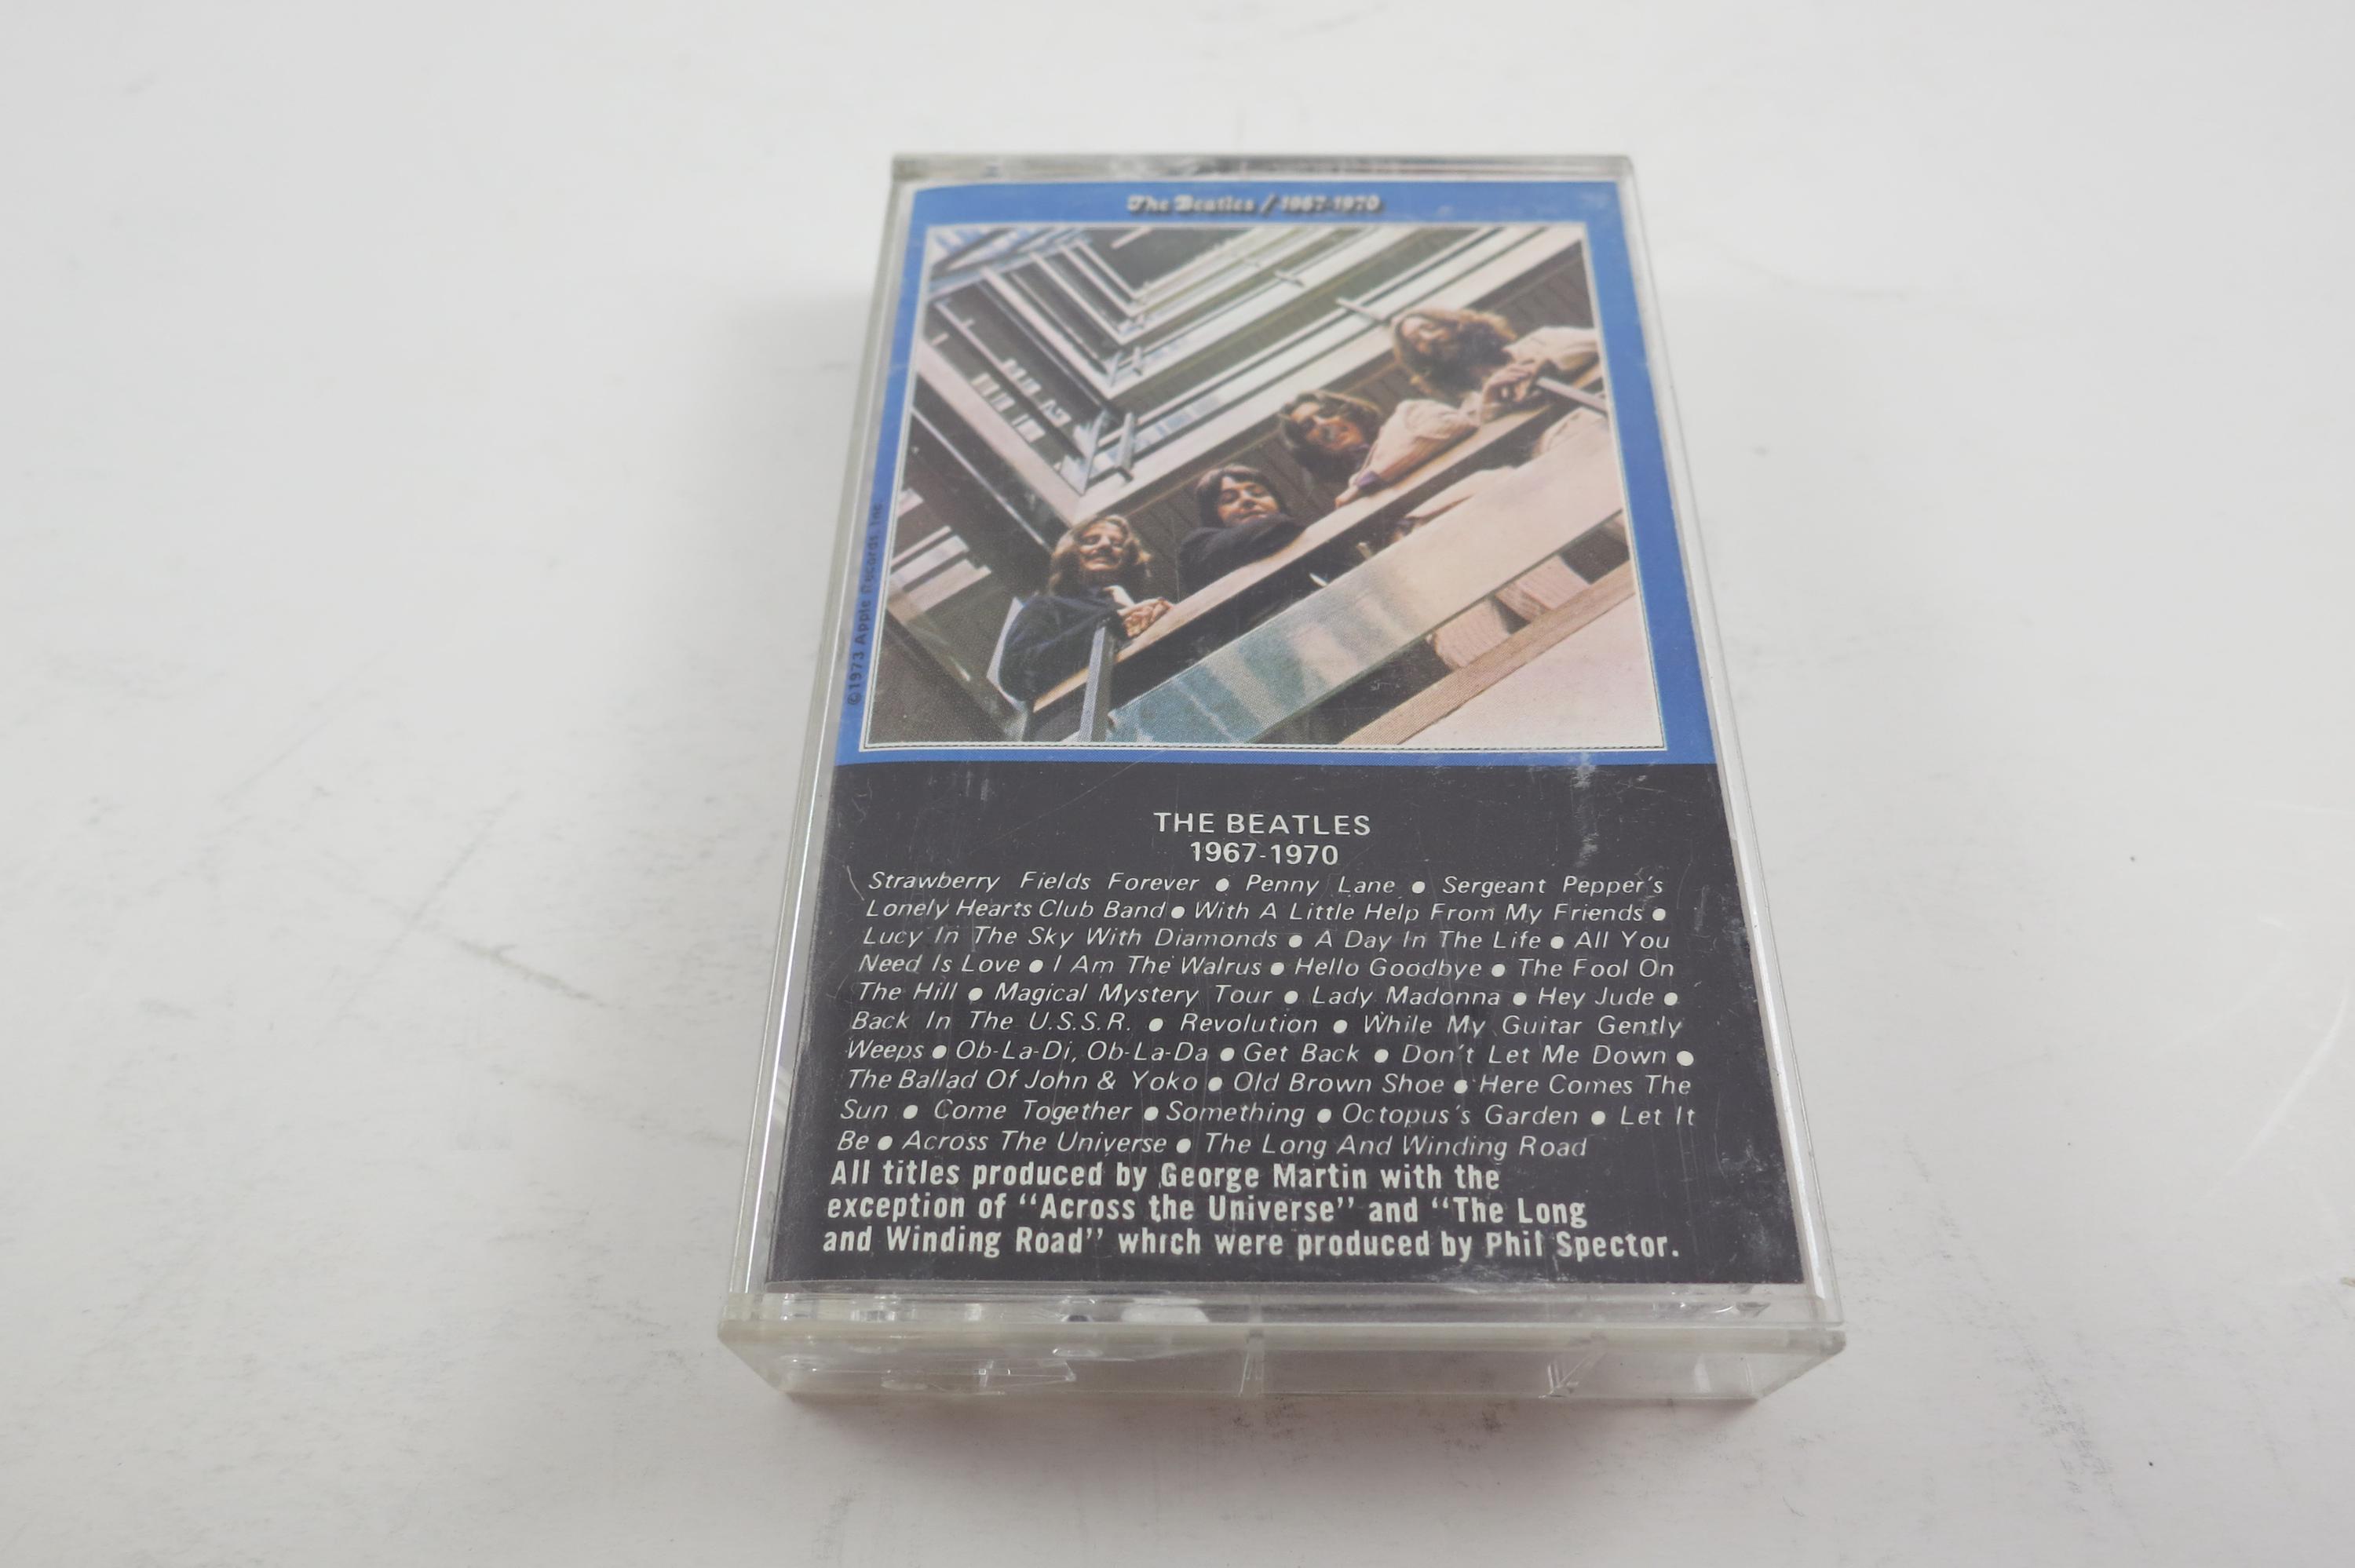 The Beatles / 1967-1970
©1973 Apple Records, Inc.
THE BEATLES
1967-1970
Strawberry Fields Forever ● Penny Lane ● Sergeant Pepper's
Lonely Hearts Club Band ● With A Little Help From My Friends ●
Lucy In The Sky With Diamonds ● A Day In The Life ● All You
Need Is Love ● I Am The Walrus ● Hello Goodbye ● The Fool On
The Hill ● Magical Mystery Tour ● Lady Madonna ● Hey Jude ●
Back In The U.S.S.R. ● Revolution ● While My Guitar Gently
Weeps ● Ob-La-Di, Ob-La-Da ● Get Back ● Don't Let Me Down ●
The Ballad Of John & Yoko ● Old Brown Shoe ● Here Comes The
Sun ● Come Together ● Something ● Octopus's Garden ● Let It
Be ● Across The Universe ● The Long And Winding Road
All titles produced by George Martin with the
exception of "Across the Universe" and "The Long
and Winding Road" which were produced by Phil Spector.